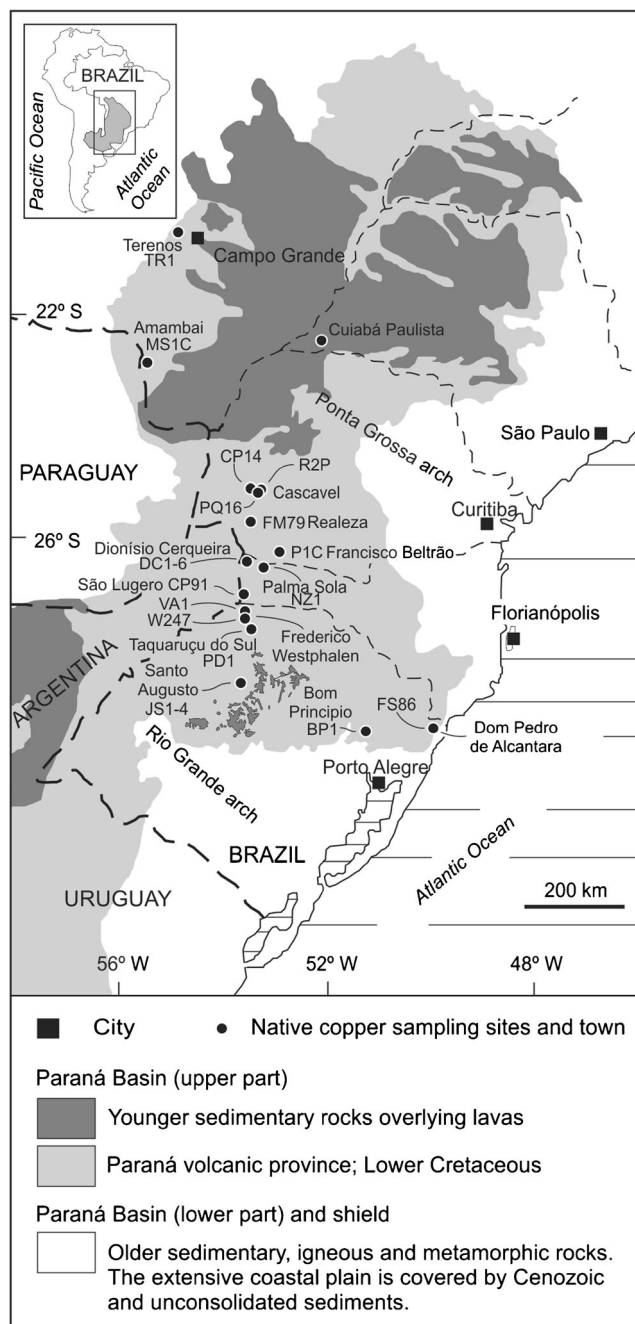 BRAZIL
Pacific Ocean
Atlantic
Ocean
Terenos
TR1
Campo Grande
22º S
Amambai
MS1C
Cuiabá Paulista
Ponta Grossa arch
São Paulo
PARAGUAY
CP14
R2P
PQ16
Cascavel
Curitiba
FM79 Realeza
26º S
Dionísio Cerqueira
DC1-6
P1C Francisco Beltrão
Palma Sola
NZ1
São Lugero CP91
VA1
W247
Florianópolis
Taquaruçu do Sul
PD1
Frederico
Westphalen
ARGENTINA
Santo
Augusto
JS1-4
Bom
Principio
BP1
FS86
Dom Pedro
de Alcantara
Rio Grande arch
Porto Alegre
BRAZIL
Atlantic Ocean
URUGUAY
200 km
56º W
52º W
48º W
City
Native copper sampling sites and town
Paraná Basin (upper part)
Younger sedimentary rocks overlying lavas
Paraná volcanic province; Lower Cretaceous
Paraná Basin (lower part) and shield
Older sedimentary, igneous and metamorphic rocks.
The extensive coastal plain is covered by Cenozoic
and unconsolidated sediments.